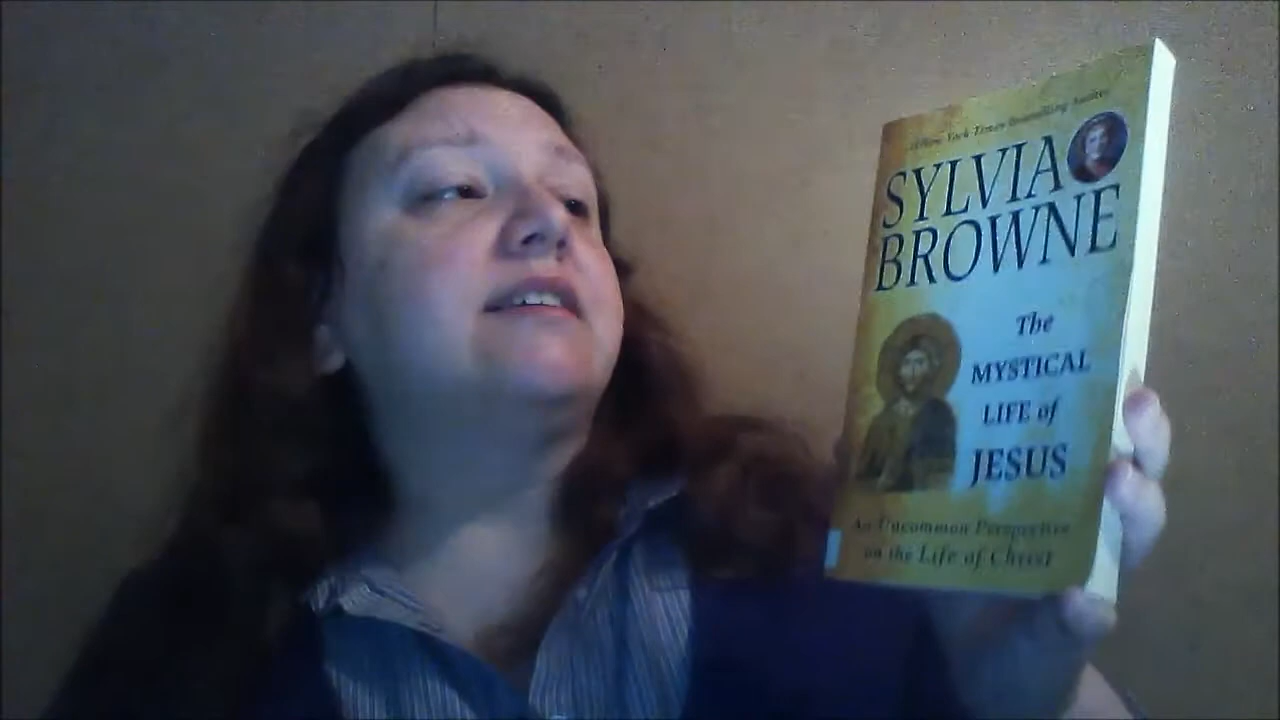 New York Times Bestselling Author
SYLVIA
BROWNE
The
MYSTICAL
LIFE of
JESUS
An Uncommon Perspective
on the Life of Christ